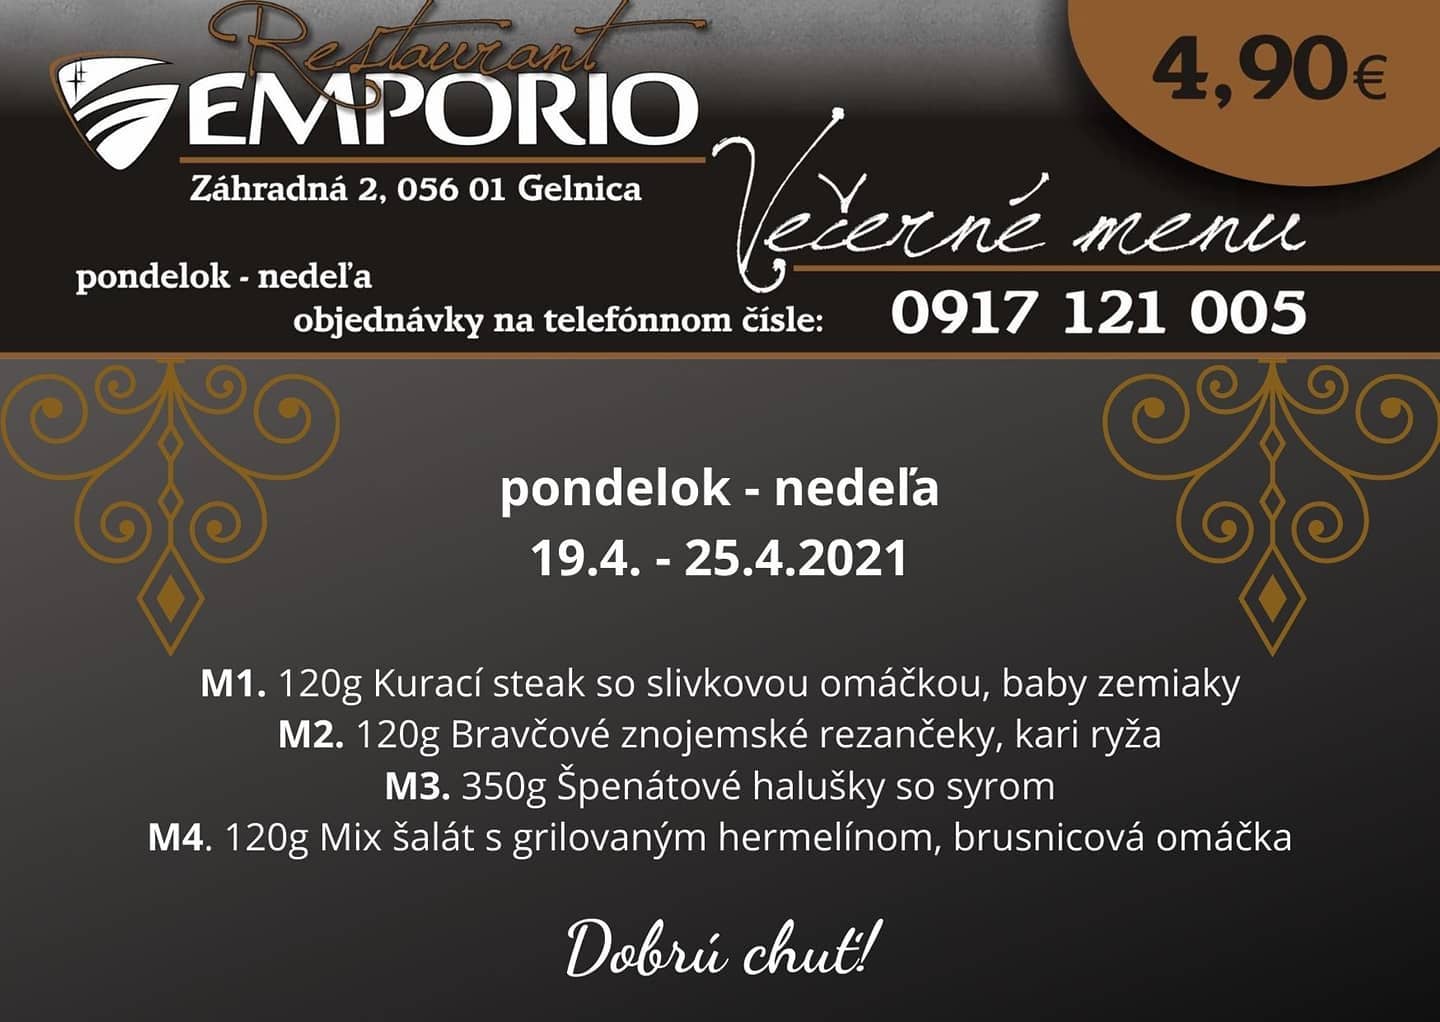 Restaurant
EMPORIO
4,90€
Záhradná 2, 056 01 Gelnica
Večerné menu
pondelok - nedeľa
objednávky na telefónnom čísle: 0917 121 005
pondelok - nedeľa
19.4. - 25.4.2021
M1. 120g Kurací steak so slivkovou omáčkou, baby zemiaky
M2. 120g Bravčové znojemské rezančeky, kari ryža
M3. 350g Špenátové halušky so syrom
M4. 120g Mix šalát s grilovaným hermelínom, brusnicová omáčka
Dobrú chuť!